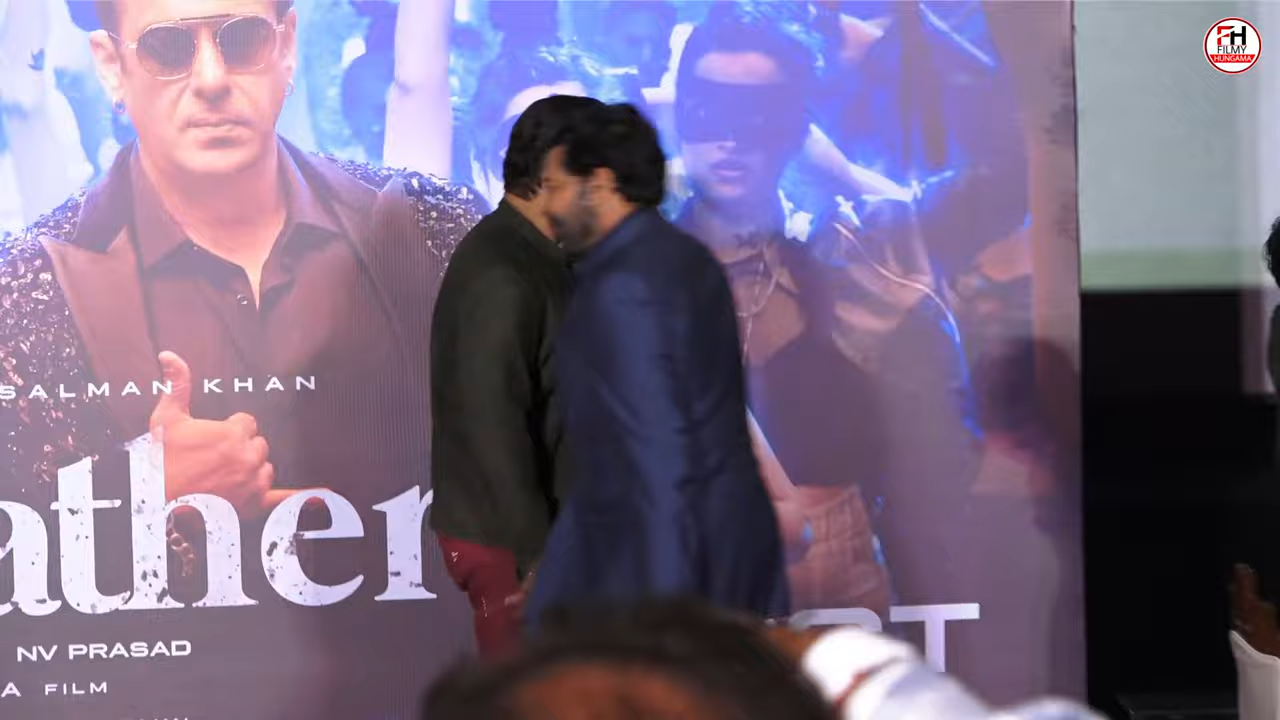 FH
FILMY
HUNGAMA
SALMAN KHAN
ather
NV PRASAD
A FILM